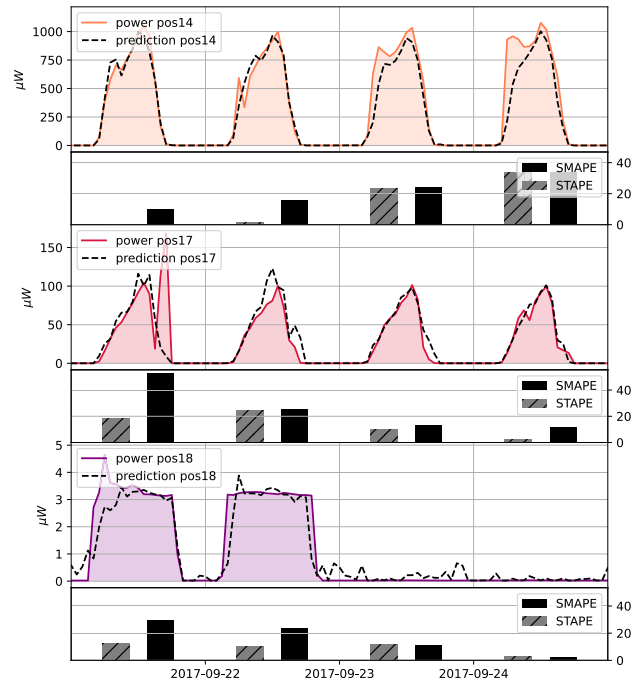 power pos14
prediction pos14
1000
750
500
250
0
μW
SMAPE
STAPE
40
20
0
power pos17
prediction pos17
150
100
50
0
μW
SMAPE
STAPE
40
20
0
power pos18
prediction pos18
5
4
3
2
1
0
μW
SMAPE
STAPE
40
20
0
2017-09-22
2017-09-23
2017-09-24